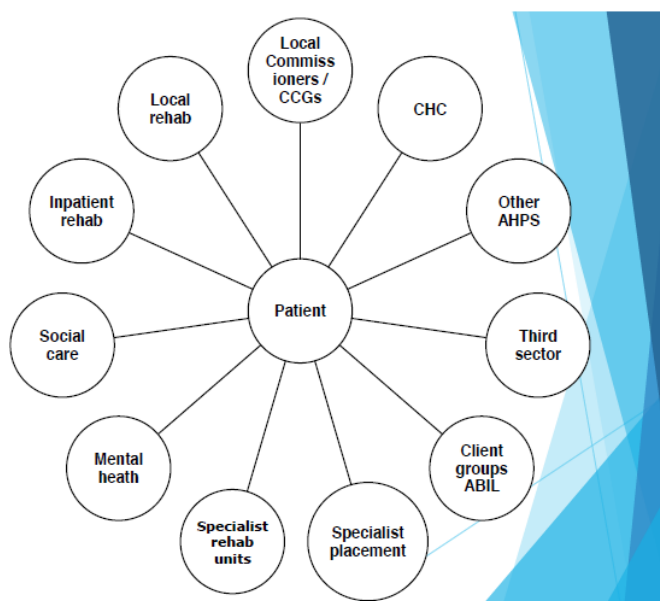 Local
Commiss
ioners /
CCGs
CHC
Other
AHPS
Third
sector
Client
groups
ABIL
Specialist
placement
Specialist
rehab
units
Mental
heath
Social
care
Inpatient
rehab
Local
rehab
Patient